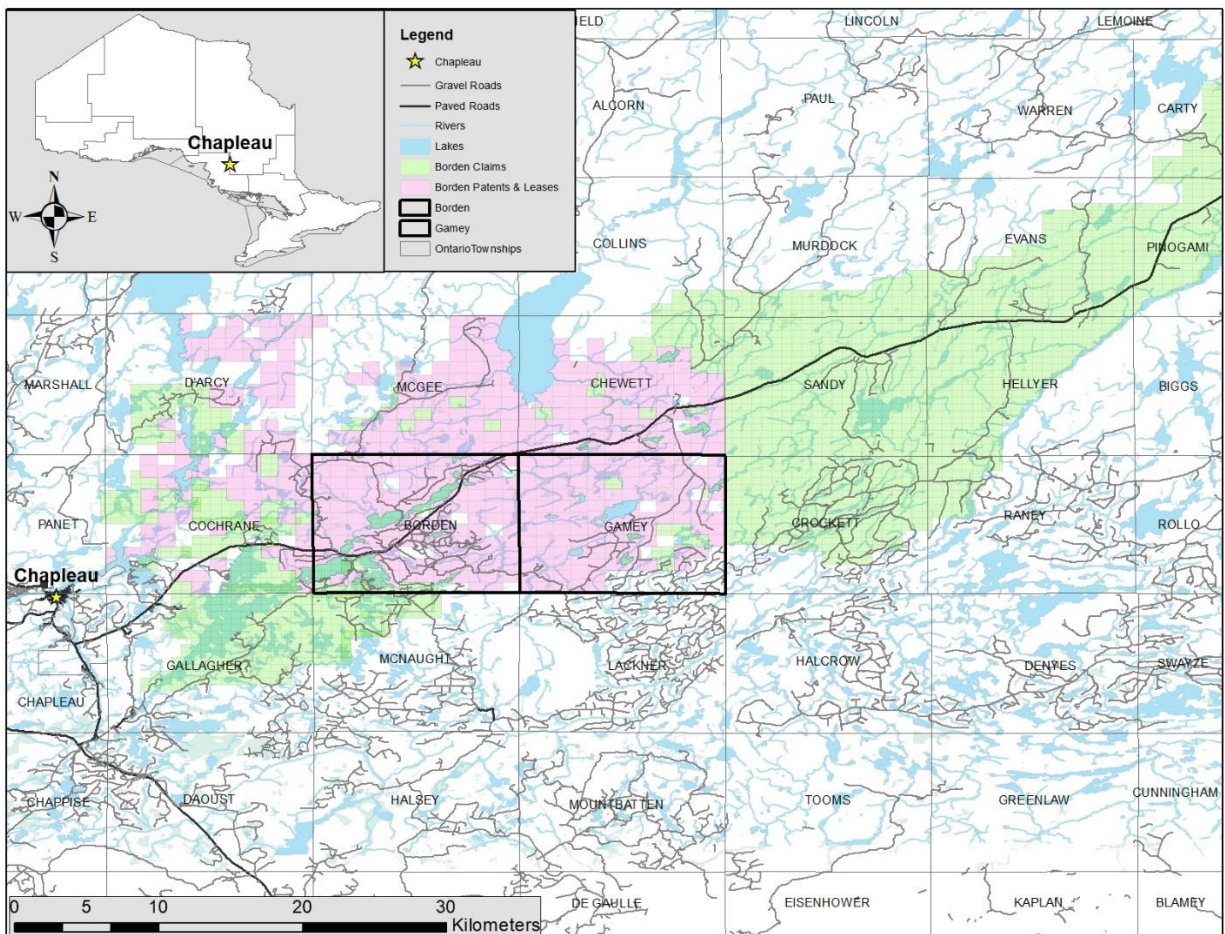 Legend
Chapleau
Gravel Roads
Paved Roads
Rivers
Lakes
Borden Claims
Borden Patents & Leases
Borden
Gamey
OntarioTownships
Chapleau
N
W E
S
LINCOLN LEMOINE
ALCORN PAUL WARREN CARTY
COLLINS MURDOCK EVANS PINOGAMI
MARSHALL D'ARCY MCGEE CHEWETT SANDY HELLYER BIGGS
PANET COCHRANE BORDEN GAMEY CROCKETT RANEY ROLLO
Chapleau
GALLAGHER MCNAUGHT LACKNER HALCROW DENYES SWAYZE
CHAPLEAU
CHAPPISE DAOUST HALSEY MOUNTBATTEN TOOMS GREENLAW CUNNINGHAM
DE GAULLE EISENHOWER KAPLAN BLAMEY
0 5 10 20 30
Kilometers